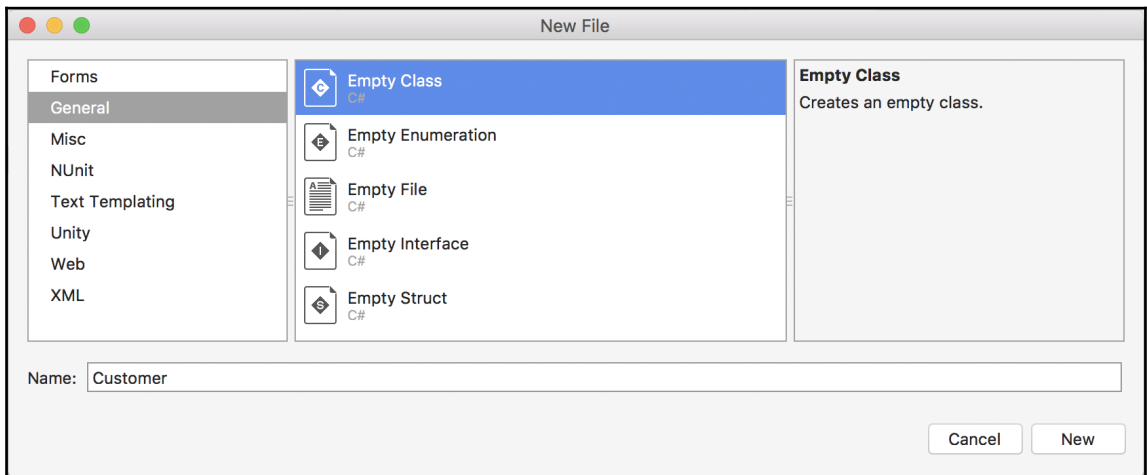 New File
Forms
General
Misc
NUnit
Text Templating
Unity
Web
XML
Empty Class
C#
Empty Enumeration
C#
Empty File
C#
Empty Interface
C#
Empty Struct
C#
Empty Class
Creates an empty class.
Name: Customer
Cancel New